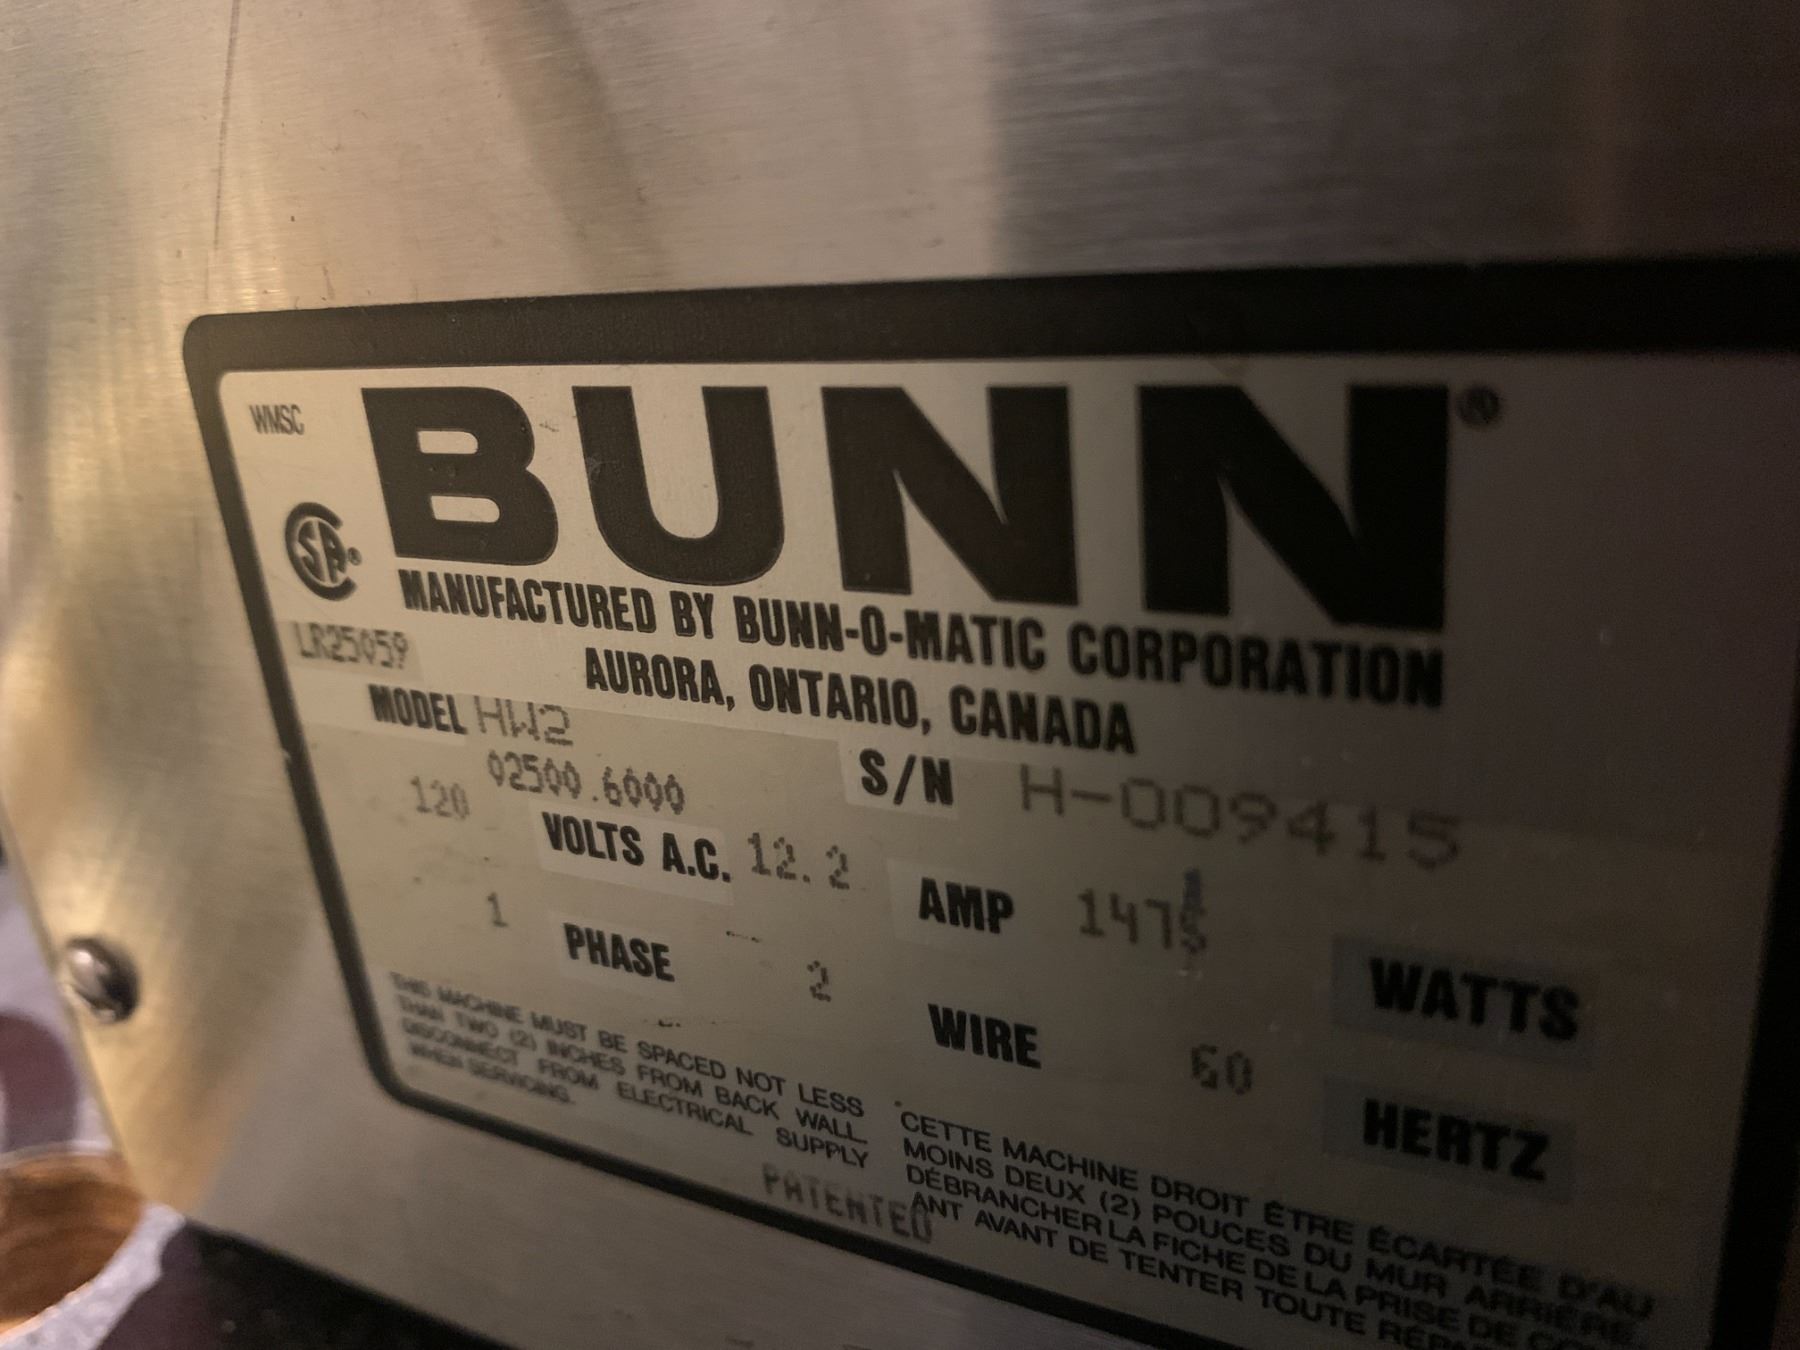 WMSC
BUNN®
CSA®
MANUFACTURED BY BUNN-O-MATIC CORPORATION
LR25059
AURORA, ONTARIO, CANADA
MODEL HW2
02500.6000
S/N H-009415
120 VOLTS A.C. 12.2 AMP 1475 WATTS
1 PHASE 2 WIRE 60 HERTZ
THIS MACHINE MUST BE SPACED NOT LESS
THAN TWO (2) INCHES FROM BACK WALL
DISCONNECT FROM ELECTRICAL SUPPLY
WHEN SERVICING.
CETTE MACHINE DROIT ÊTRE ÉCARTÉE D'AU
MOINS DEUX (2) POUCES DU MUR ARRIÈRE
DÉBRANCHER LA FICHE DE LA PRISE DE
ANT AVANT DE TENTER TOUTE
PATENTED